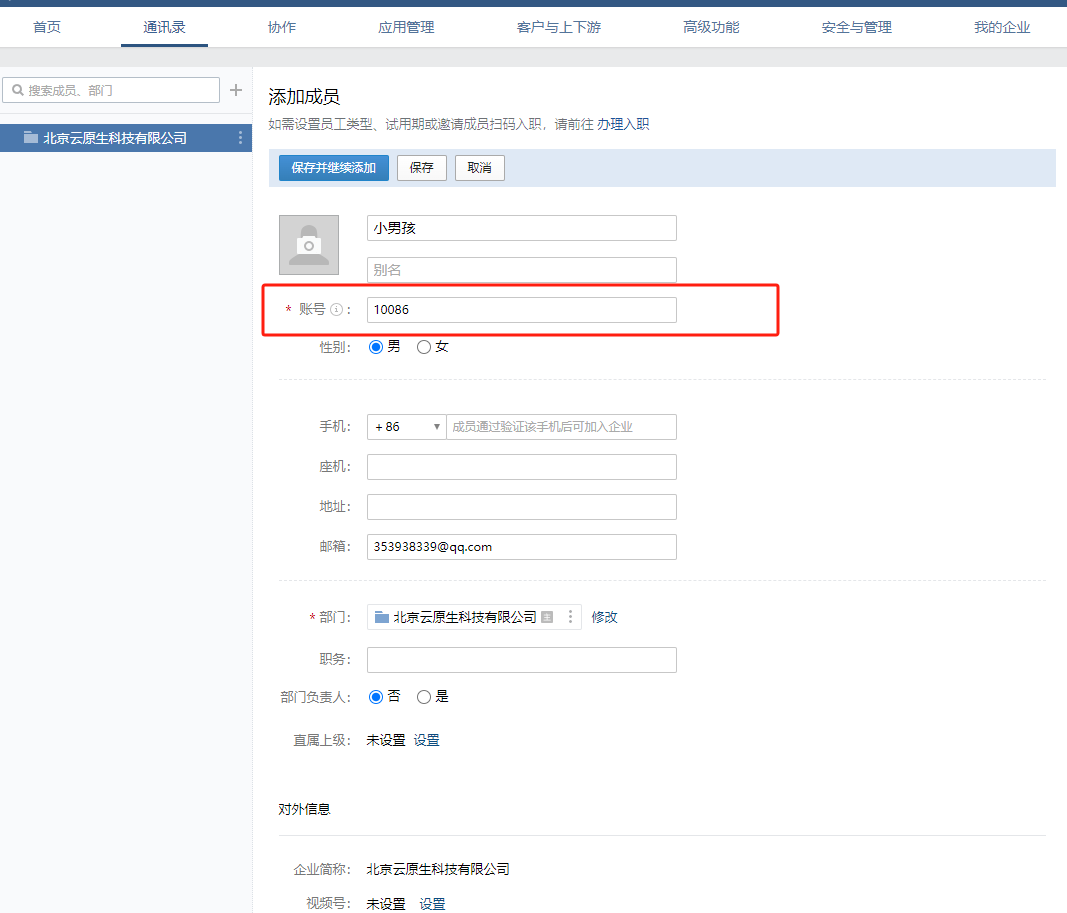 首页 通讯录 协作 应用管理 客户与上下游 高级功能 安全与管理 我的企业
搜索成员、部门
北京云原生科技有限公司
添加成员
如需设置员工类型、试用期或邀请成员扫码入职，请前往 办理入职
保存并继续添加 保存 取消
小男孩
别名
* 账号 : 10086
性别: 男 女
手机: +86 成员通过验证该手机后可加入企业
座机:
地址:
邮箱: 353938339@qq.com
* 部门: 北京云原生科技有限公司 主 修改
职务:
部门负责人: 否 是
直属上级: 未设置 设置
对外信息
企业简称: 北京云原生科技有限公司
视频号: 未设置 设置